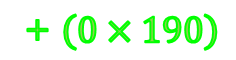 + (0 × 190)